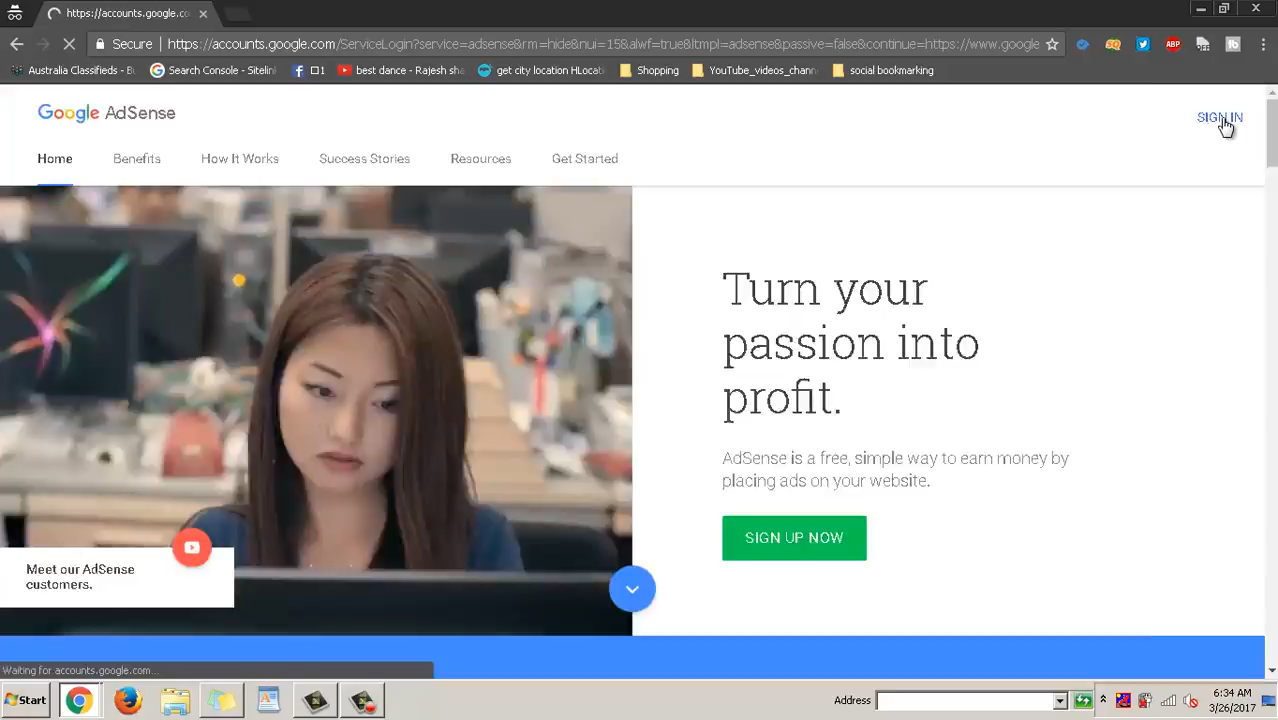 https://accounts.google.co
Secure
https://accounts.google.com/ServiceLogin?service=adsense&rm=hide&nui=15&alwf=true&ltmpl=adsense&passive=false&continue=https://www.google
Australia Classifieds - Bu
Search Console - Sitelin
best dance - Rajesh sha
get city location HLocati
Shopping
YouTube_videos_chann
social bookmarking
Google AdSense
SIGN IN
Home
Benefits
How It Works
Success Stories
Resources
Get Started
Turn your
passion into
profit.
AdSense is a free, simple way to earn money by
placing ads on your website.
SIGN UP NOW
Meet our AdSense
customers.
Waiting for accounts.google.com...
Start
Address
6:34 AM
3/26/2017